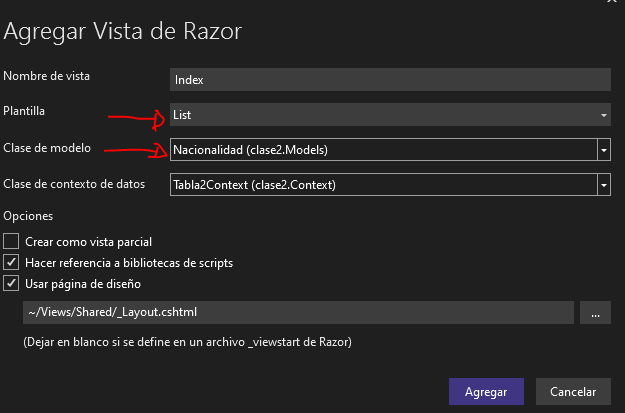 Agregar Vista de Razor
Nombre de vista
Index
Plantilla
List
Clase de modelo
Nacionalidad (clase2.Models)
Clase de contexto de datos
Tabla2Context (clase2.Context)
Opciones
Crear como vista parcial
Hacer referencia a bibliotecas de scripts
Usar página de diseño
~/Views/Shared/_Layout.cshtml
...
(Dejar en blanco si se define en un archivo _viewstart de Razor)
Agregar
Cancelar